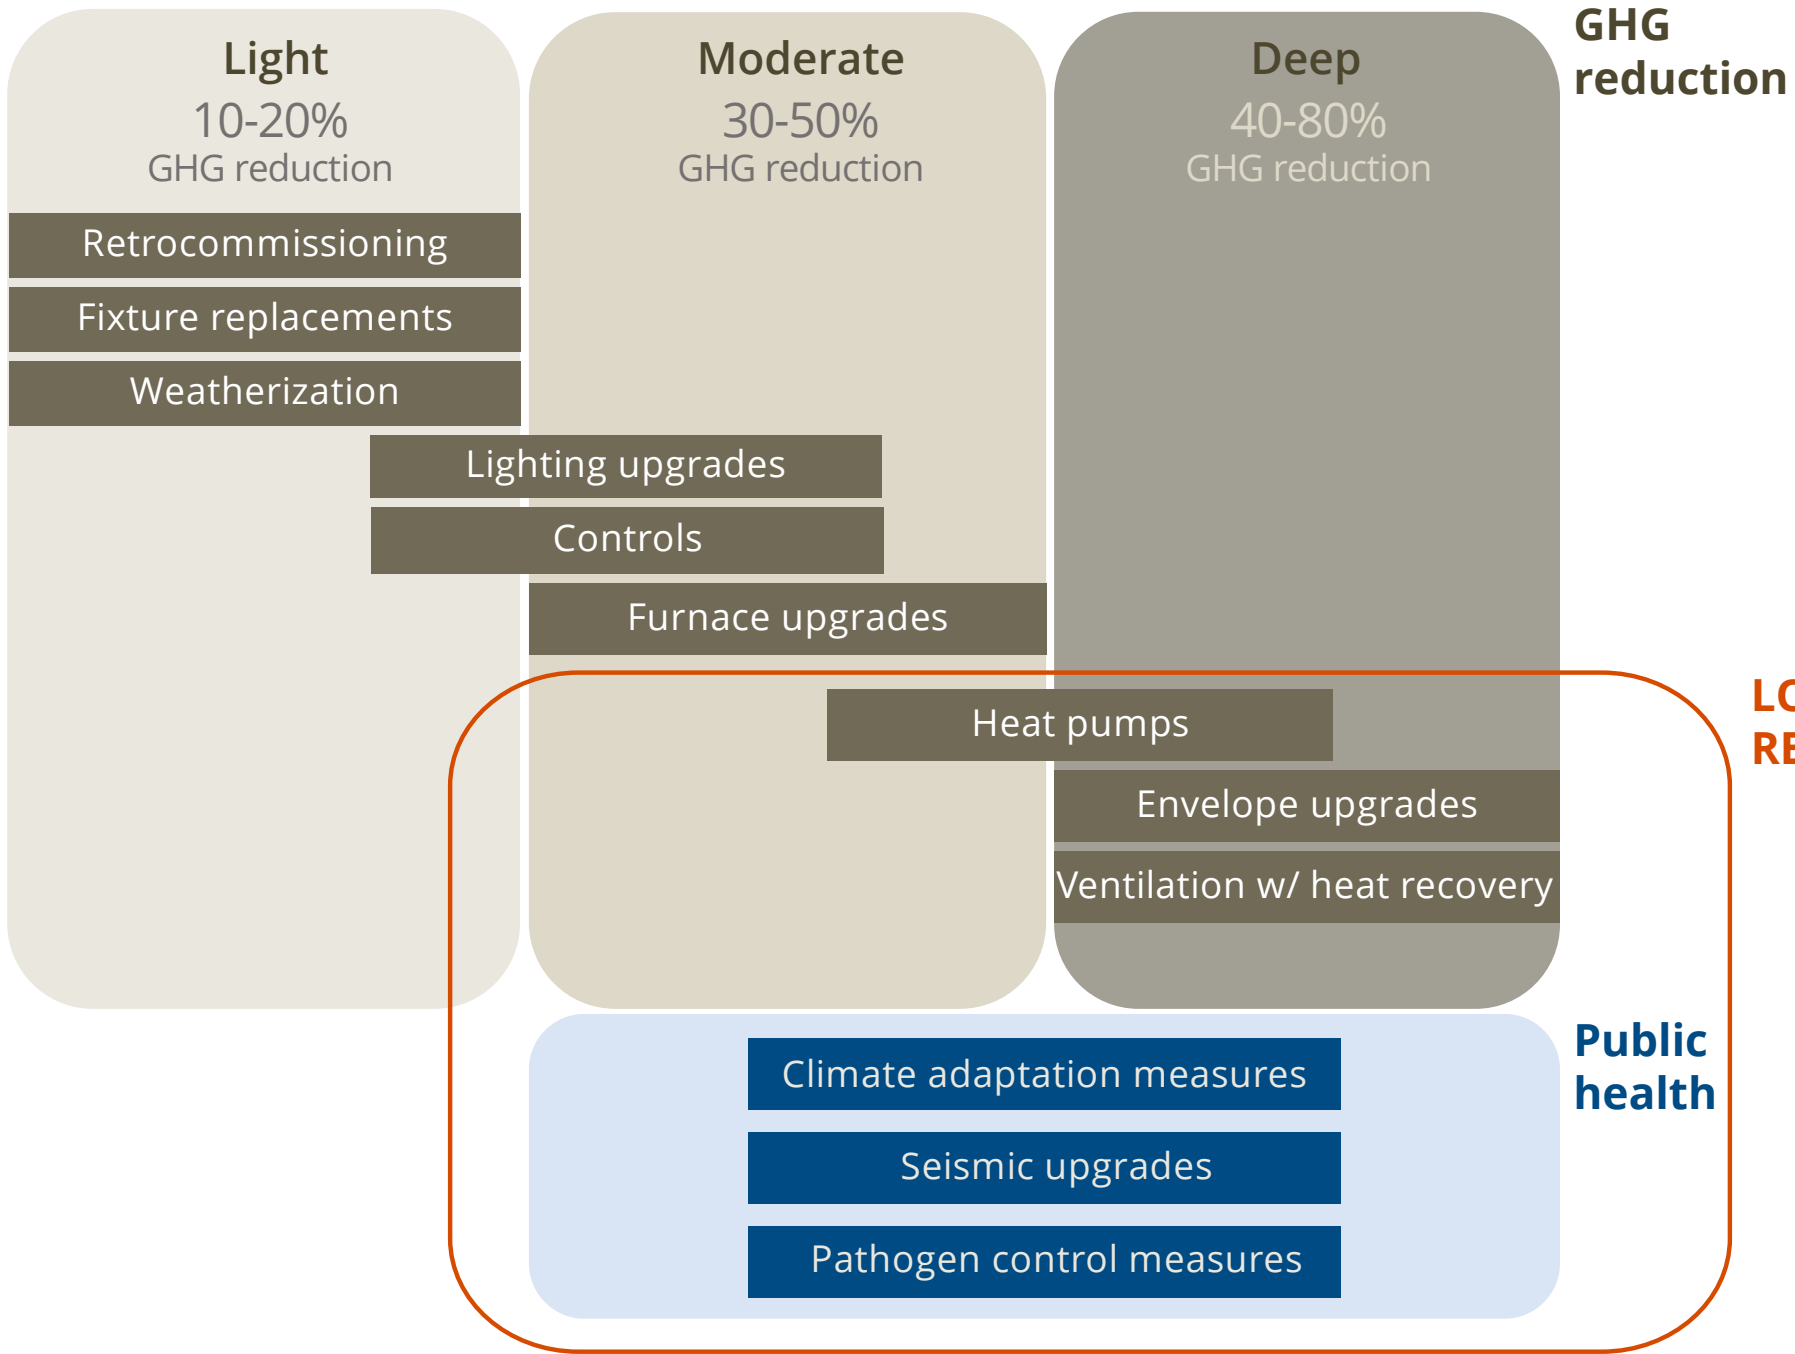 Light
10-20%
GHG reduction
Moderate
30-50%
GHG reduction
Deep
40-80%
GHG reduction
GHG
reduction
Retrocommissioning
Fixture replacements
Weatherization
Lighting upgrades
Controls
Furnace upgrades
Heat pumps
Envelope upgrades
Ventilation w/ heat recovery
Climate adaptation measures
Seismic upgrades
Pathogen control measures
Public
health